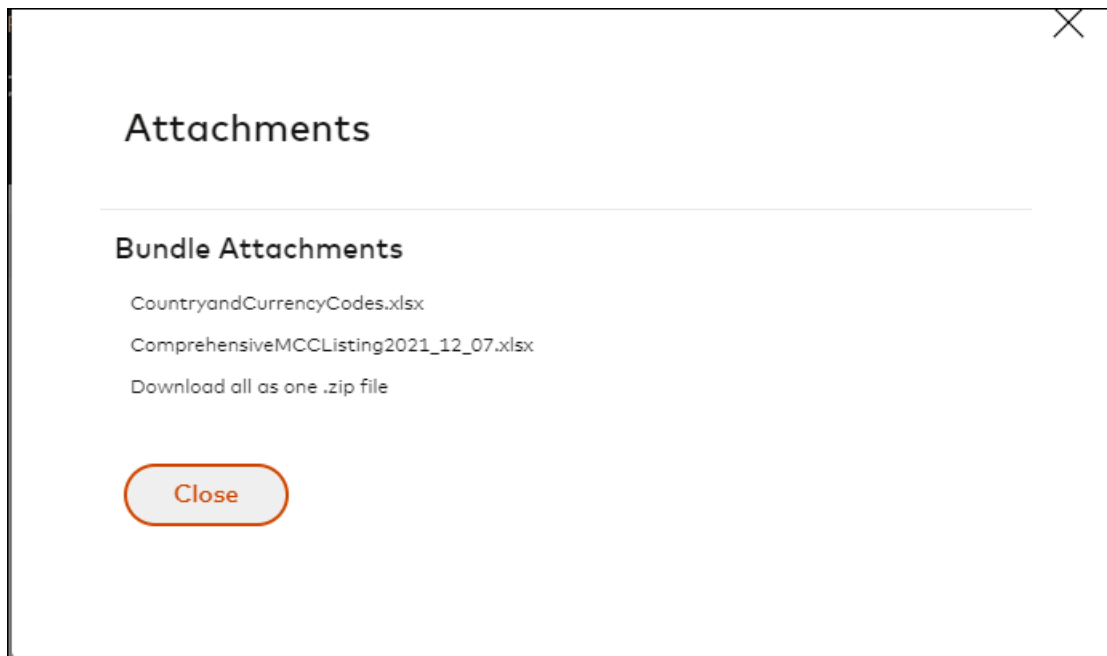 Attachments
Bundle Attachments
CountryandCurrencyCodes.xlsx
ComprehensiveMCCListing2021_12_07.xlsx
Download all as one .zip file
Close